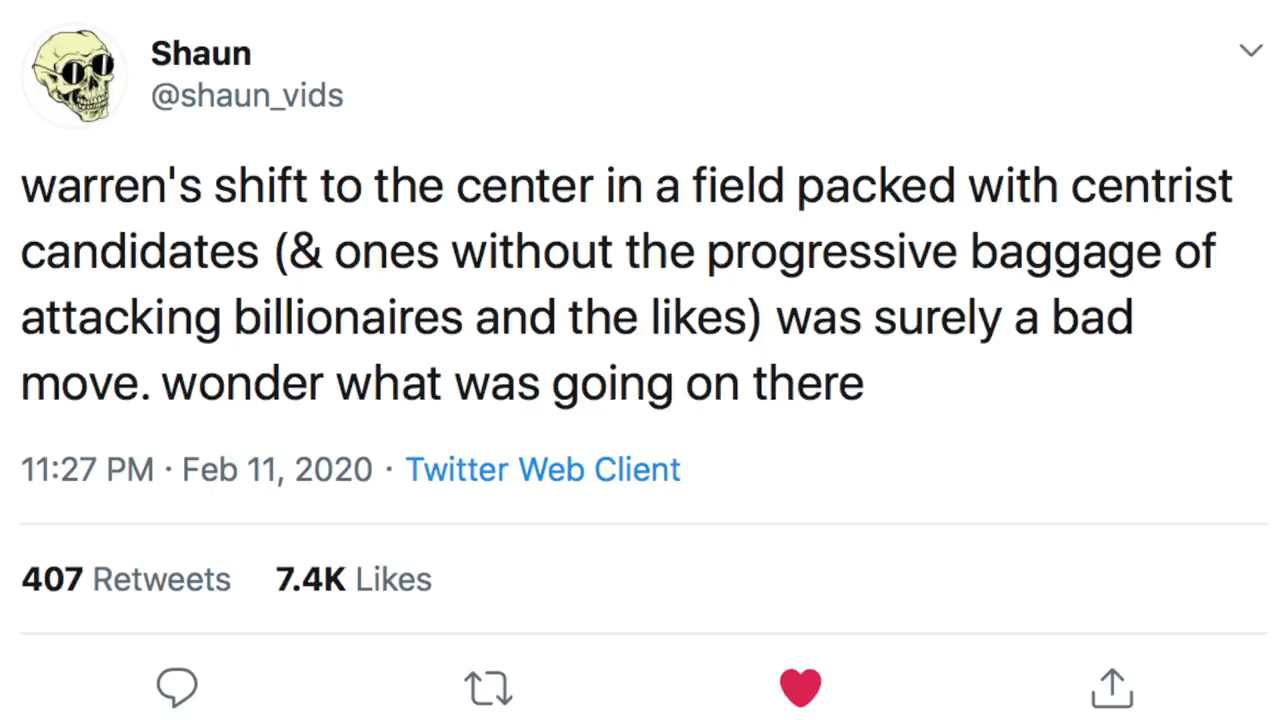 Shaun
@shaun_vids
warren's shift to the center in a field packed with centrist
candidates (& ones without the progressive baggage of
attacking billionaires and the likes) was surely a bad
move. wonder what was going on there
11:27 PM · Feb 11, 2020 · Twitter Web Client
407 Retweets 7.4K Likes